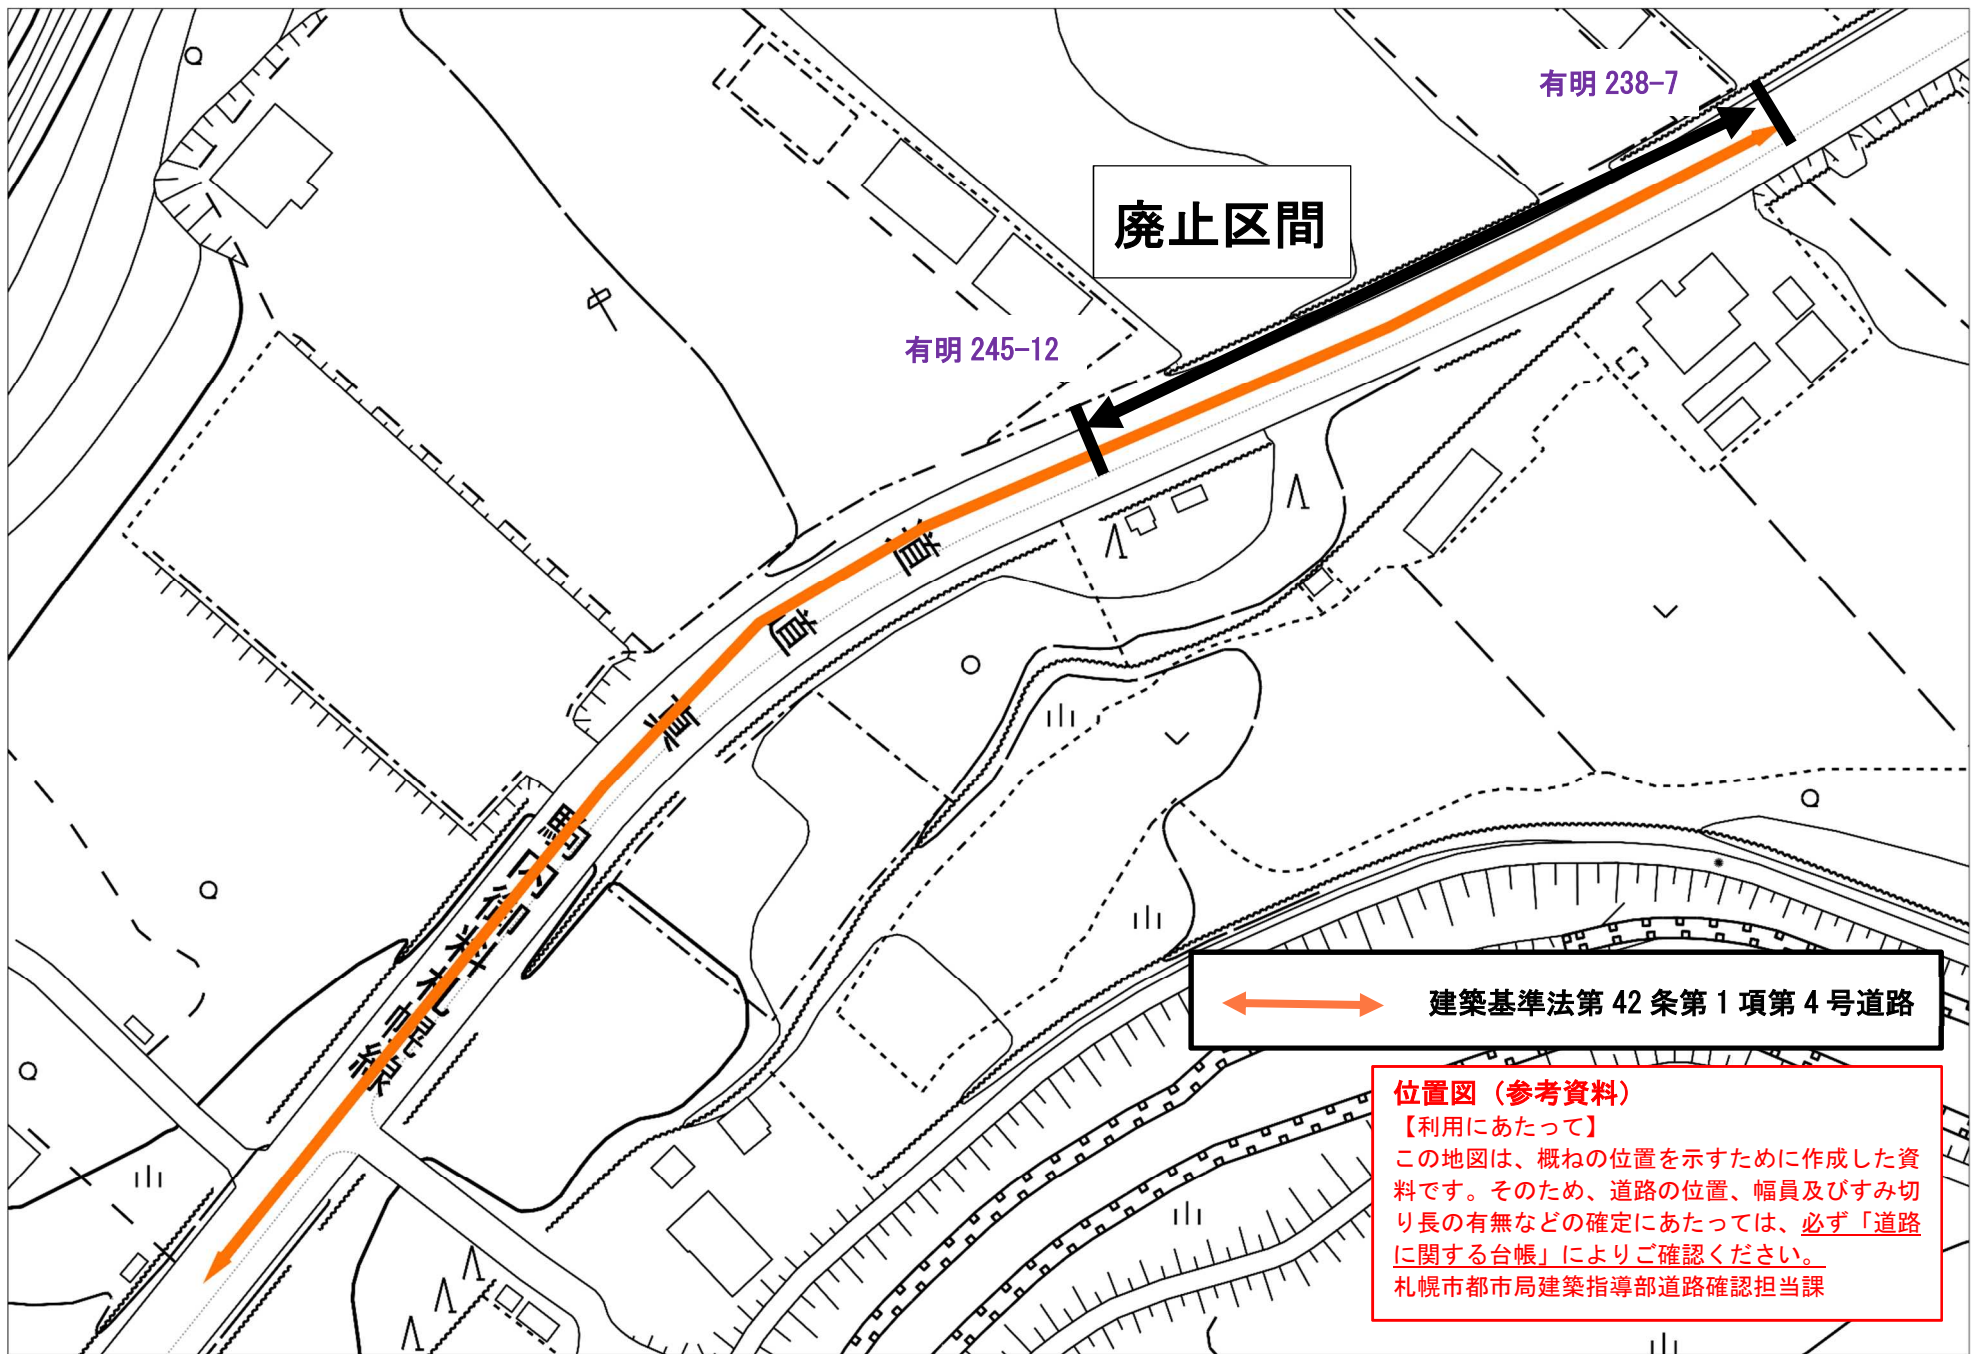 有明 238-7
廃止区間
有明 245-12
道道真駒内御料札幌線
建築基準法第 42 条第 1 項第 4 号道路
位置図（参考資料）
【利用にあたって】
この地図は、概ねの位置を示すために作成した資
料です。そのため、道路の位置、幅員及びすみ切
り長の有無などの確定にあたっては、必ず「道路
に関する台帳」によりご確認ください。
札幌市都市局建築指導部道路確認担当課